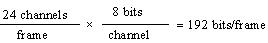 24 channels / frame × 8 bits / channel = 192 bits/frame